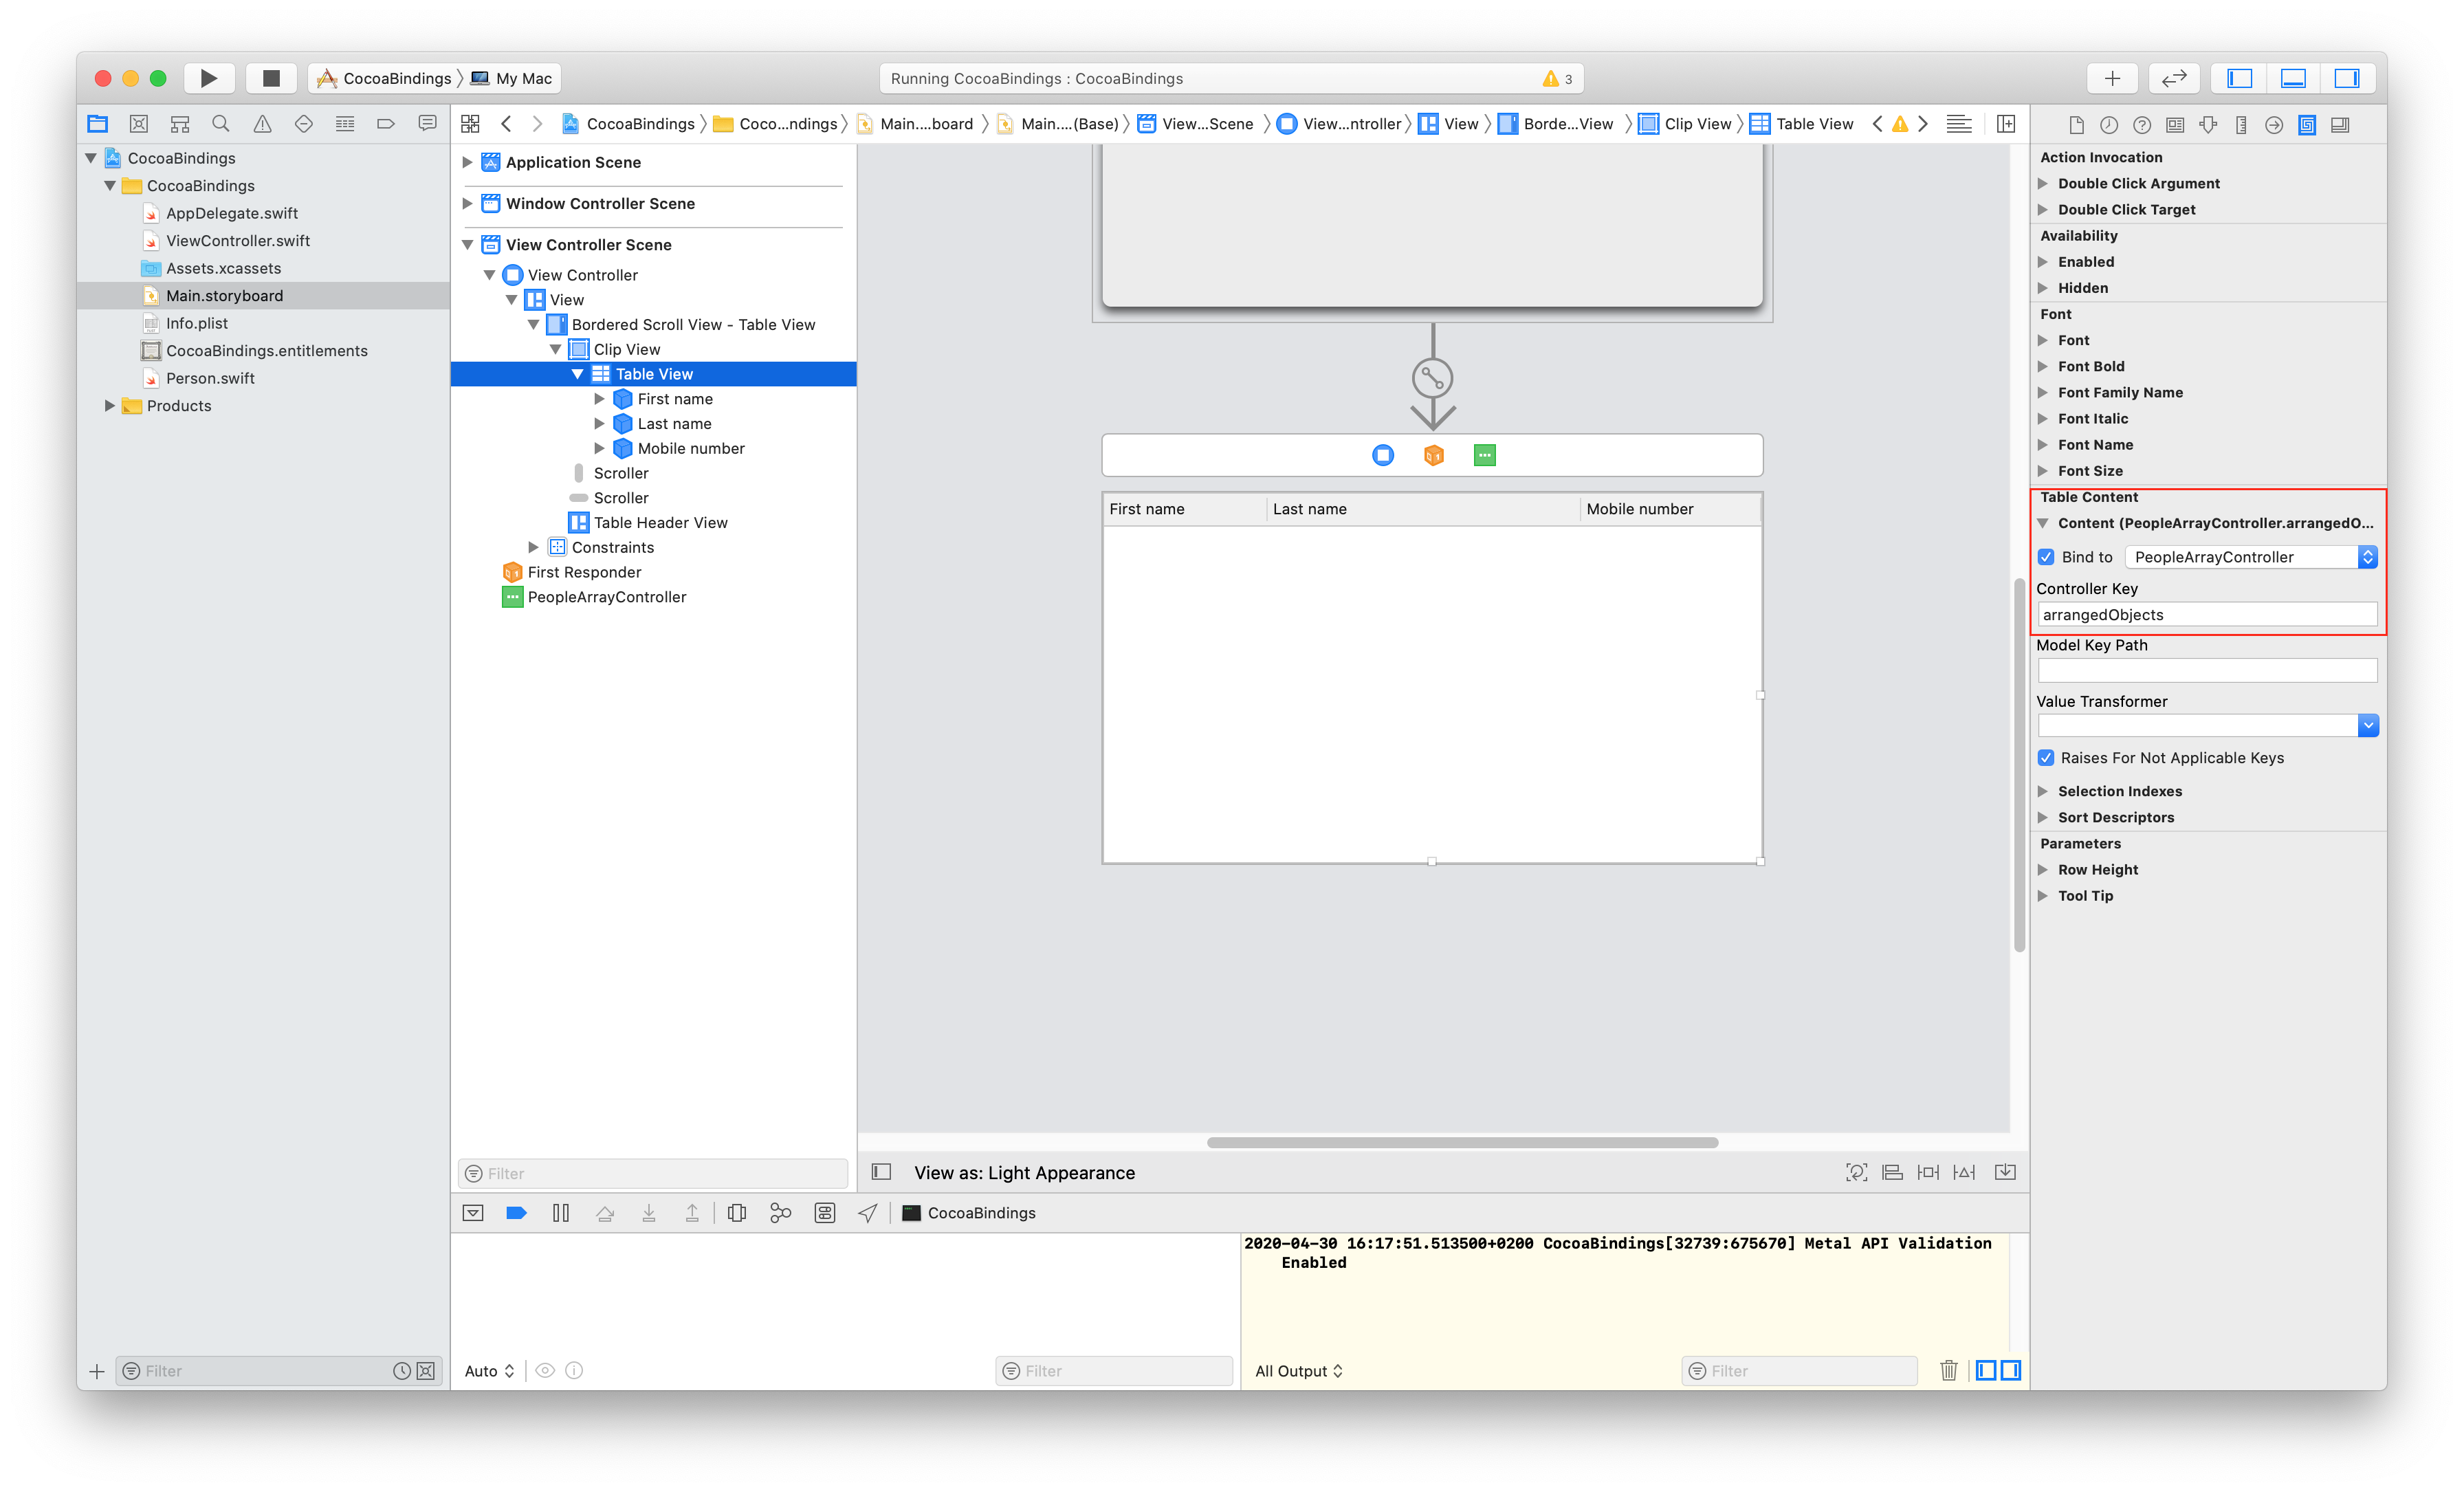 CocoaBindings
My Mac
Running CocoaBindings : CocoaBindings
3
CocoaBindings
Coco...ndings
Main....board
Main....(Base)
View...Scene
View...ntroller
View
Borde...View
Clip View
Table View
CocoaBindings
CocoaBindings
AppDelegate.swift
ViewController.swift
Assets.xcassets
Main.storyboard
Info.plist
CocoaBindings.entitlements
Person.swift
Products
Filter
Application Scene
Window Controller Scene
View Controller Scene
View Controller
View
Bordered Scroll View - Table View
Clip View
Table View
First name
Last name
Mobile number
Scroller
Scroller
Table Header View
Constraints
First Responder
PeopleArrayController
Filter
First name
Last name
Mobile number
View as: Light Appearance
CocoaBindings
2020-04-30 16:17:51.513500+0200 CocoaBindings[32739:675670] Metal API Validation
Enabled
Auto
Filter
All Output
Filter
Action Invocation
Double Click Argument
Double Click Target
Availability
Enabled
Hidden
Font
Font
Font Bold
Font Family Name
Font Italic
Font Name
Font Size
Table Content
Content (PeopleArrayController.arrangedO...
Bind to
PeopleArrayController
Controller Key
arrangedObjects
Model Key Path
Value Transformer
Raises For Not Applicable Keys
Selection Indexes
Sort Descriptors
Parameters
Row Height
Tool Tip